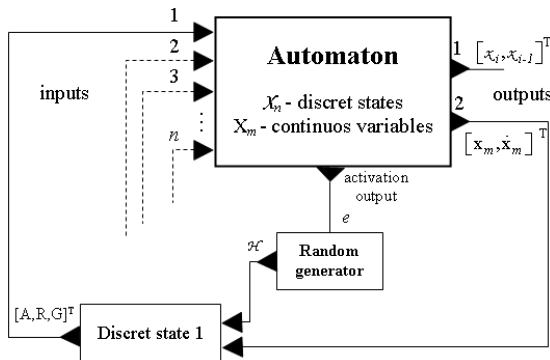 1
2
3
⋮
n
inputs
Automaton
𝒳n - discret states
Xm - continuos variables
1
[xi, xi-1]T
outputs
2
[xm, ẋm] T
activation
output
e
ℋ
Random
generator
[A,R,G]T
Discret state 1